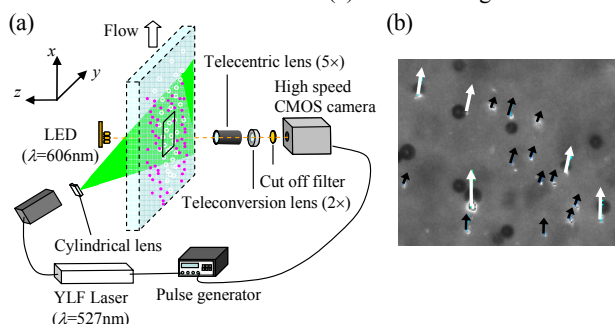 (a)
(b)
Flow
x
y
z
Telecentric lens (5×)
High speed
CMOS camera
LED
(λ=606nm)
Cut off filter
Teleconversion lens (2×)
Cylindrical lens
YLF Laser
(λ=527nm)
Pulse generator